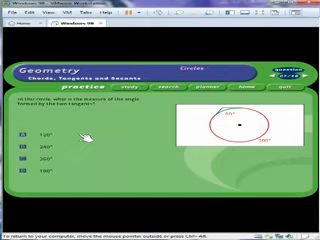 Windows 98 - VMware Workstation
File Edit View VM Tabs Help
Home
Windows 98
Geometry
Circles
Chords, Tangents and Secants
question
practice
study
search
planner
home
quit
In this circle, what is the measure of the angle
formed by the two tangents?
A 120°
B 240°
C 360°
D 180°
60°
300°
To return to your computer, move the mouse pointer outside or press Ctrl+Alt.